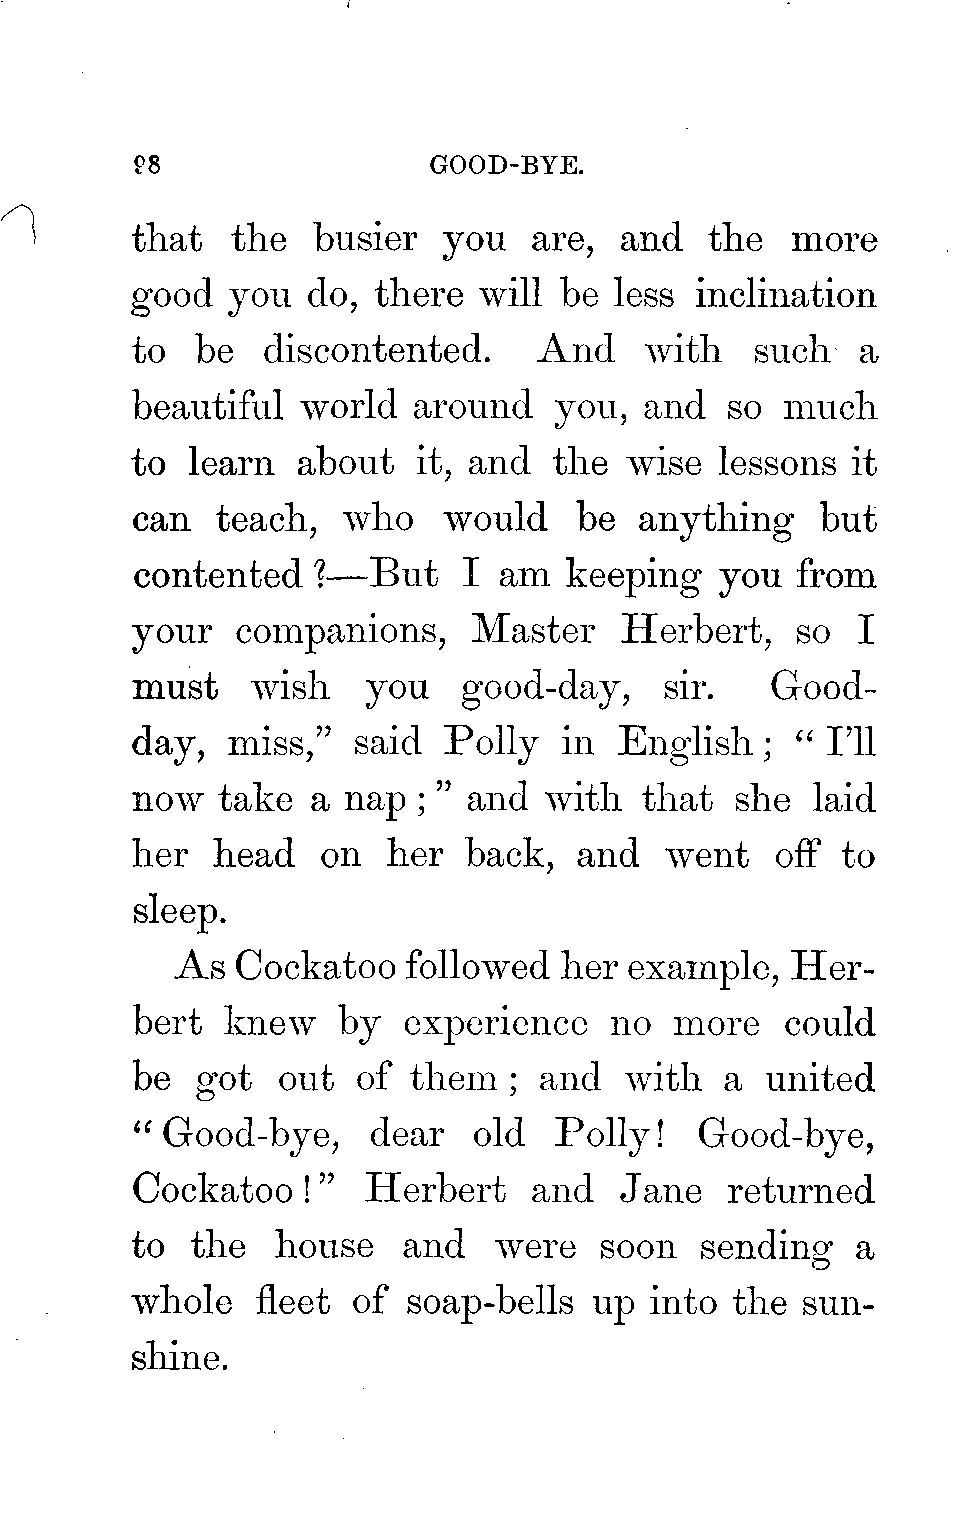 98 GOOD-BYE.
that the busier you are, and the more
good you do, there will be less inclination
to be discontented. And with such a
beautiful world around you, and so much
to learn about it, and the wise lessons it
can teach, who would be anything but
contented?—But I am keeping you from
your companions, Master Herbert, so I
must wish you good-day, sir. Good-
day, miss,” said Polly in English; “I’ll
now take a nap;” and with that she laid
her head on her back, and went off to
sleep.
As Cockatoo followed her example, Her-
bert knew by experience no more could
be got out of them; and with a united
“Good-bye, dear old Polly! Good-bye,
Cockatoo!” Herbert and Jane returned
to the house and were soon sending a
whole fleet of soap-bells up into the sun-
shine.